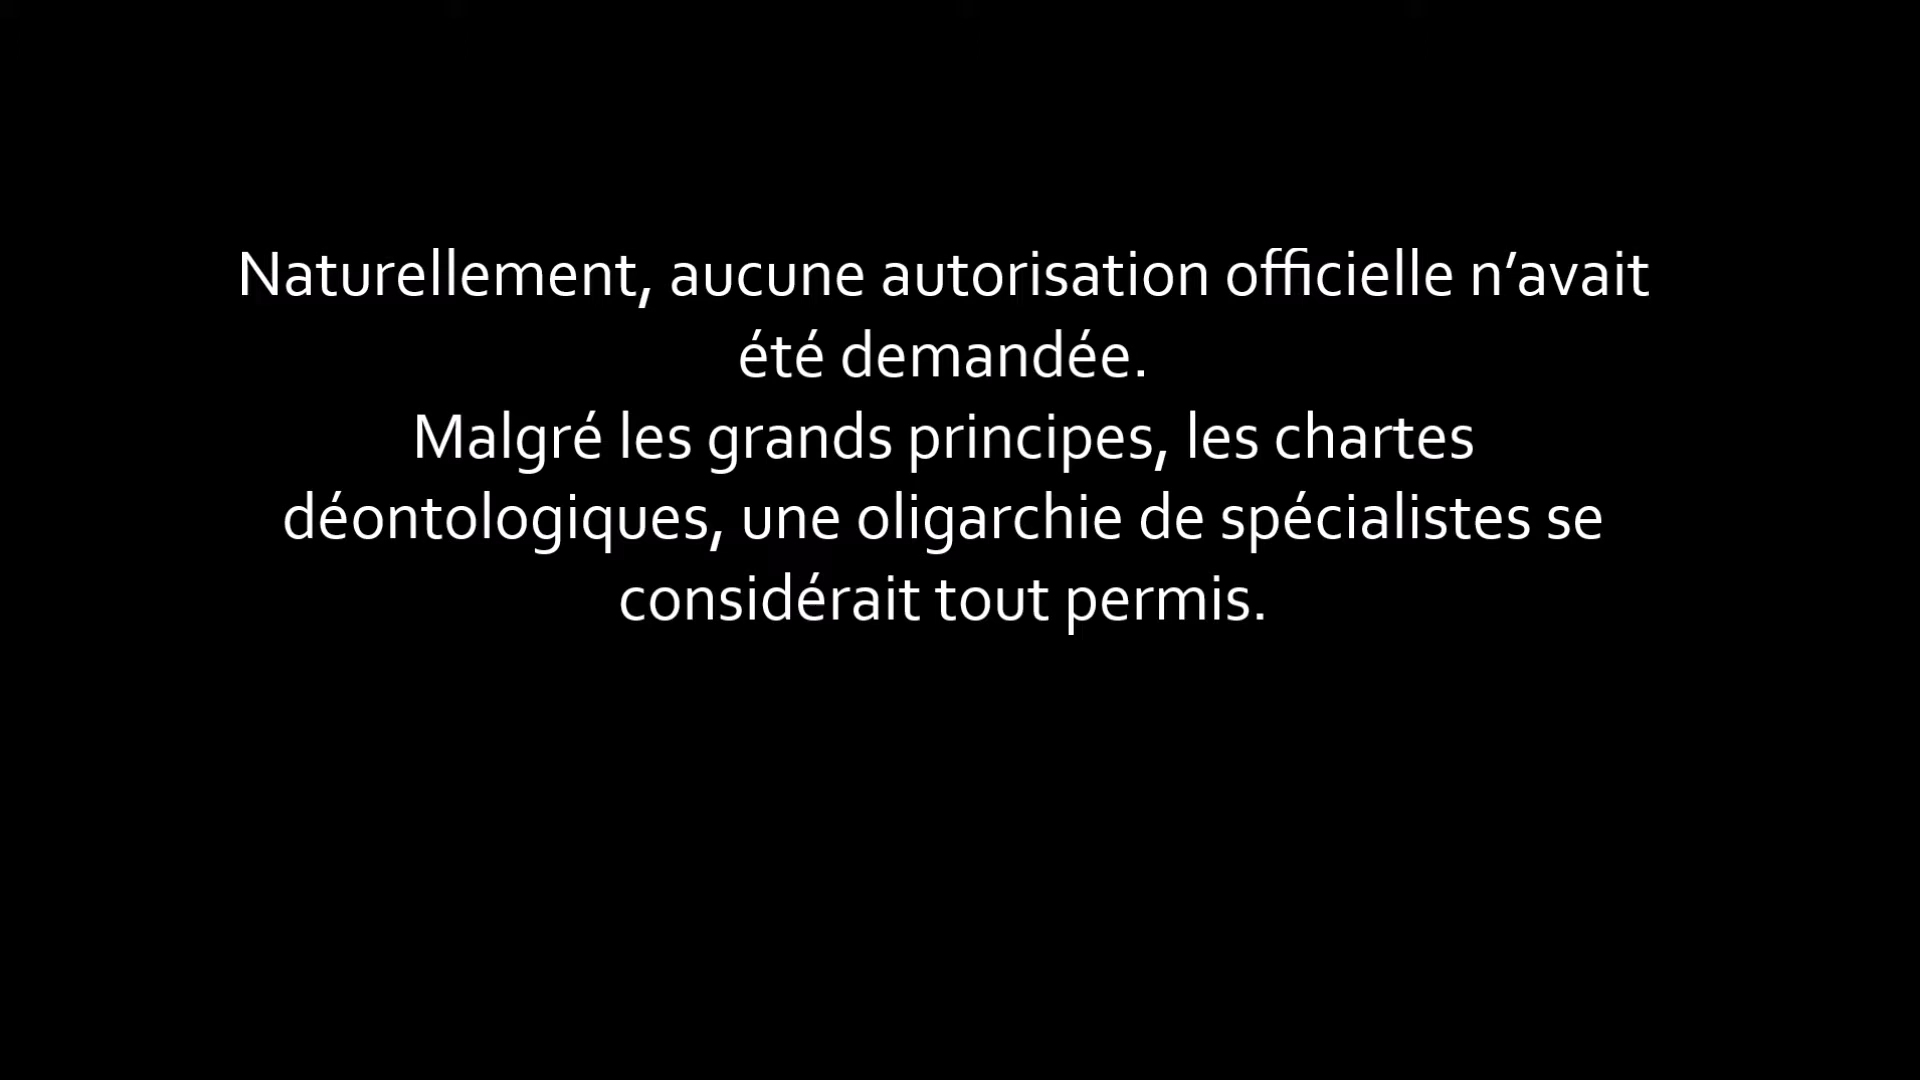 Naturellement, aucune autorisation officielle n’avait
été demandée.
Malgré les grands principes, les chartes
déontologiques, une oligarchie de spécialistes se
considérait tout permis.